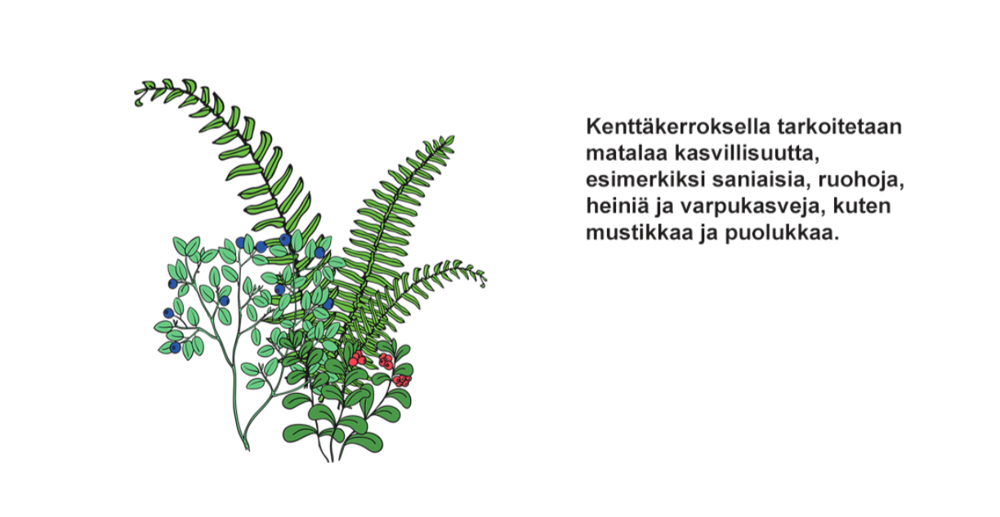 Kenttäkerroksella tarkoitetaan
matalaa kasvillisuutta,
esimerkiksi saniaisia, ruohoja,
heiniä ja varpukasveja, kuten
mustikkaa ja puolukkaa.